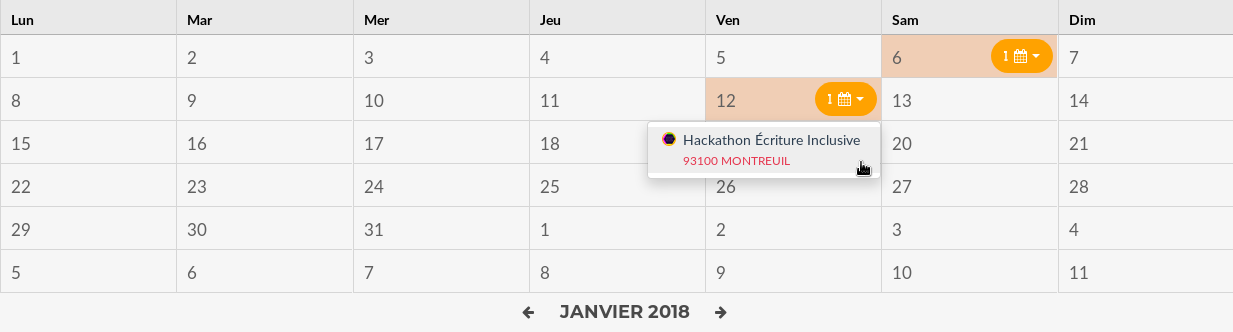 Lun Mar Mer Jeu Ven Sam Dim
1 2 3 4 5 6 1 7
8 9 10 11 12 1 13 14
Hackathon Écriture Inclusive
93100 MONTREUIL
15 16 17 18 20 21
22 23 24 25 26 27 28
29 30 31 1 2 3 4
5 6 7 8 9 10 11
JANVIER 2018